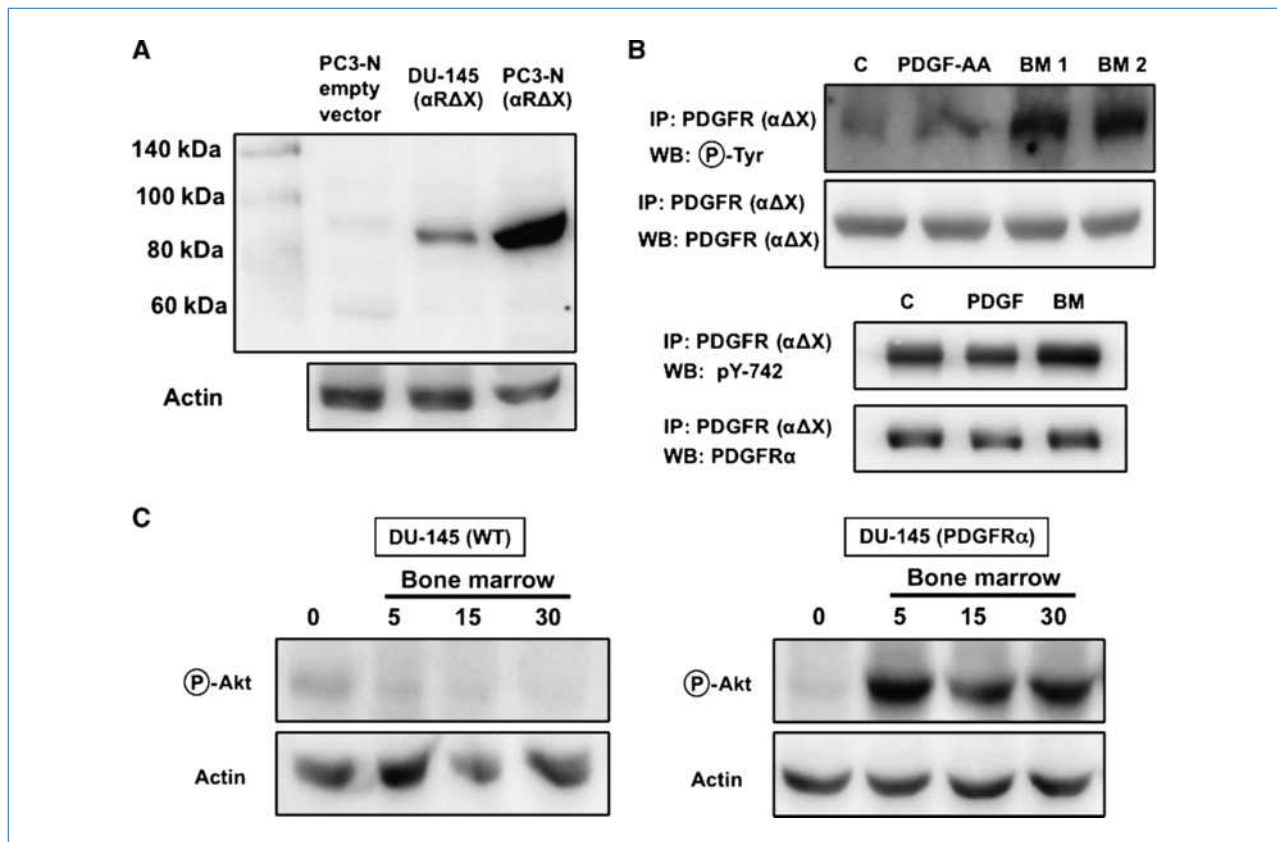 A
PC3-N
empty
vector
DU-145
(αRΔX)
PC3-N
(αRΔX)
140 kDa
100 kDa
80 kDa
60 kDa
Actin
B
C PDGF-AA BM 1 BM 2
IP: PDGFR (αΔX)
WB: Ⓟ-Tyr
IP: PDGFR (αΔX)
WB: PDGFR (αΔX)
C PDGF BM
IP: PDGFR (αΔX)
WB: pY-742
IP: PDGFR (αΔX)
WB: PDGFRα
C
DU-145 (WT)
Bone marrow
0 5 15 30
Ⓟ-Akt
Actin
DU-145 (PDGFRα)
Bone marrow
0 5 15 30
Ⓟ-Akt
Actin